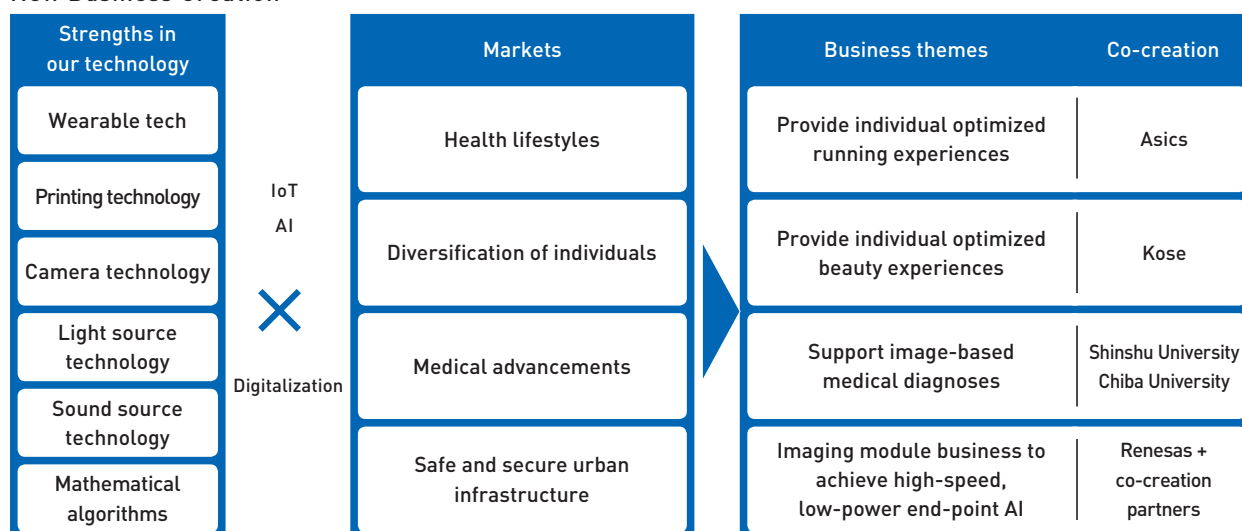 Strengths in
our technology
Wearable tech
Printing technology
Camera technology
Light source
technology
Sound source
technology
Mathematical
algorithms
IoT
AI
Digitalization
Markets
Health lifestyles
Diversification of individuals
Medical advancements
Safe and secure urban
infrastructure
Business themes
Co-creation
Provide individual optimized
running experiences
Asics
Provide individual optimized
beauty experiences
Kose
Support image-based
medical diagnoses
Shinshu University
Chiba University
Imaging module business to
achieve high-speed,
low-power end-point AI
Renesas +
co-creation
partners